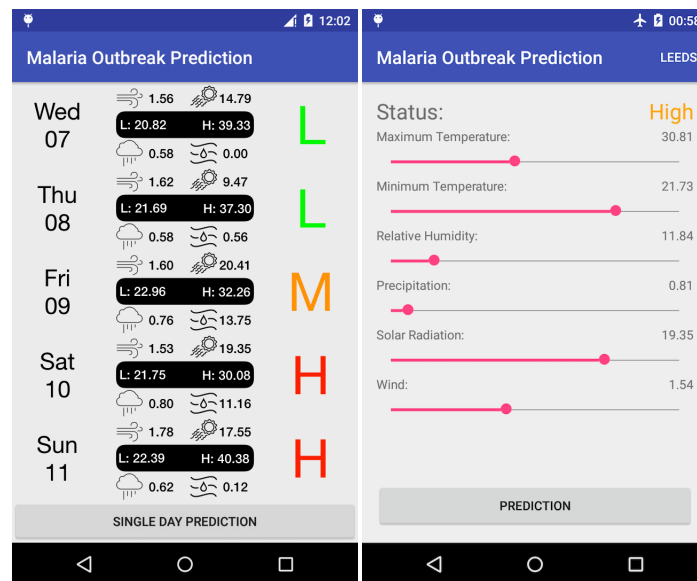 12:02
Malaria Outbreak Prediction
Wed
07
1.56 14.79
L: 20.82 H: 39.33
0.58 0.00
L
Thu
08
1.62 9.47
L: 21.69 H: 37.30
0.58 0.56
L
Fri
09
1.60 20.41
L: 22.96 H: 32.26
0.76 13.75
M
Sat
10
1.53 19.35
L: 21.75 H: 30.08
0.80 11.16
H
Sun
11
1.78 17.55
L: 22.39 H: 40.38
0.62 0.12
H
SINGLE DAY PREDICTION
00:58
Malaria Outbreak Prediction LEEDS
Status: High
Maximum Temperature: 30.81
Minimum Temperature: 21.73
Relative Humidity: 11.84
Precipitation: 0.81
Solar Radiation: 19.35
Wind: 1.54
PREDICTION